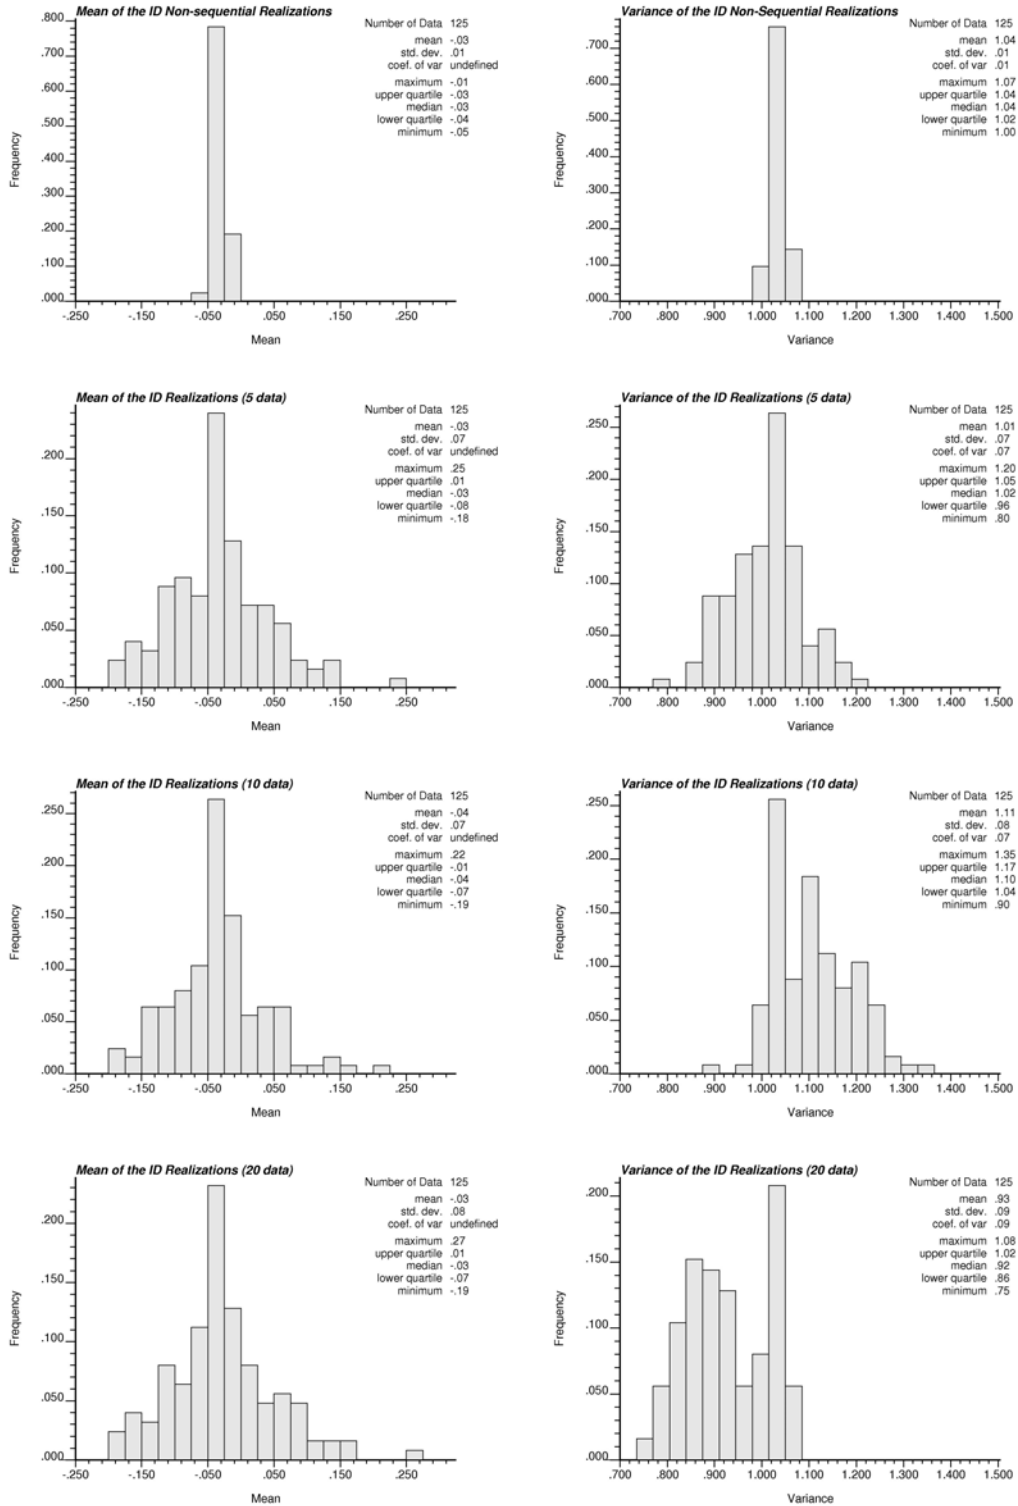 Mean of the ID Non-sequential Realizations
Number of Data 125
mean -.03
std. dev. .01
coef. of var undefined
maximum -.01
upper quartile -.03
median -.03
lower quartile -.04
minimum -.05
Frequency
.800
.700
.600
.500
.400
.300
.200
.100
.000
-.250 -.150 -.050 .050 .150 .250
Mean
Variance of the ID Non-Sequential Realizations
Number of Data 125
mean 1.04
std. dev. .01
coef. of var .01
maximum 1.07
upper quartile 1.04
median 1.04
lower quartile 1.02
minimum 1.00
Frequency
.700
.600
.500
.400
.300
.200
.100
.000
.700 .800 .900 1.000 1.100 1.200 1.300 1.400 1.500
Variance
Mean of the ID Realizations (5 data)
Number of Data 125
mean -.03
std. dev. .07
coef. of var undefined
maximum .25
upper quartile .01
median -.03
lower quartile -.08
minimum -.18
Frequency
.200
.150
.100
.050
.000
-.250 -.150 -.050 .050 .150 .250
Mean
Variance of the ID Realizations (5 data)
Number of Data 125
mean 1.01
std. dev. .07
coef. of var .07
maximum 1.20
upper quartile 1.05
median 1.02
lower quartile .96
minimum .80
Frequency
.250
.200
.150
.100
.050
.000
.700 .800 .900 1.000 1.100 1.200 1.300 1.400 1.500
Variance
Mean of the ID Realizations (10 data)
Number of Data 125
mean -.04
std. dev. .07
coef. of var undefined
maximum .22
upper quartile -.01
median -.04
lower quartile -.07
minimum -.19
Frequency
.250
.200
.150
.100
.050
.000
-.250 -.150 -.050 .050 .150 .250
Mean
Variance of the ID Realizations (10 data)
Number of Data 125
mean 1.11
std. dev. .08
coef. of var .07
maximum 1.35
upper quartile 1.17
median 1.10
lower quartile 1.04
minimum .90
Frequency
.250
.200
.150
.100
.050
.000
.700 .800 .900 1.000 1.100 1.200 1.300 1.400 1.500
Variance
Mean of the ID Realizations (20 data)
Number of Data 125
mean -.03
std. dev. .08
coef. of var undefined
maximum .27
upper quartile .01
median -.03
lower quartile -.07
minimum -.19
Frequency
.200
.150
.100
.050
.000
-.250 -.150 -.050 .050 .150 .250
Mean
Variance of the ID Realizations (20 data)
Number of Data 125
mean .93
std. dev. .09
coef. of var .09
maximum 1.08
upper quartile 1.02
median .92
lower quartile .86
minimum .75
Frequency
.200
.150
.100
.050
.000
.700 .800 .900 1.000 1.100 1.200 1.300 1.400 1.500
Variance